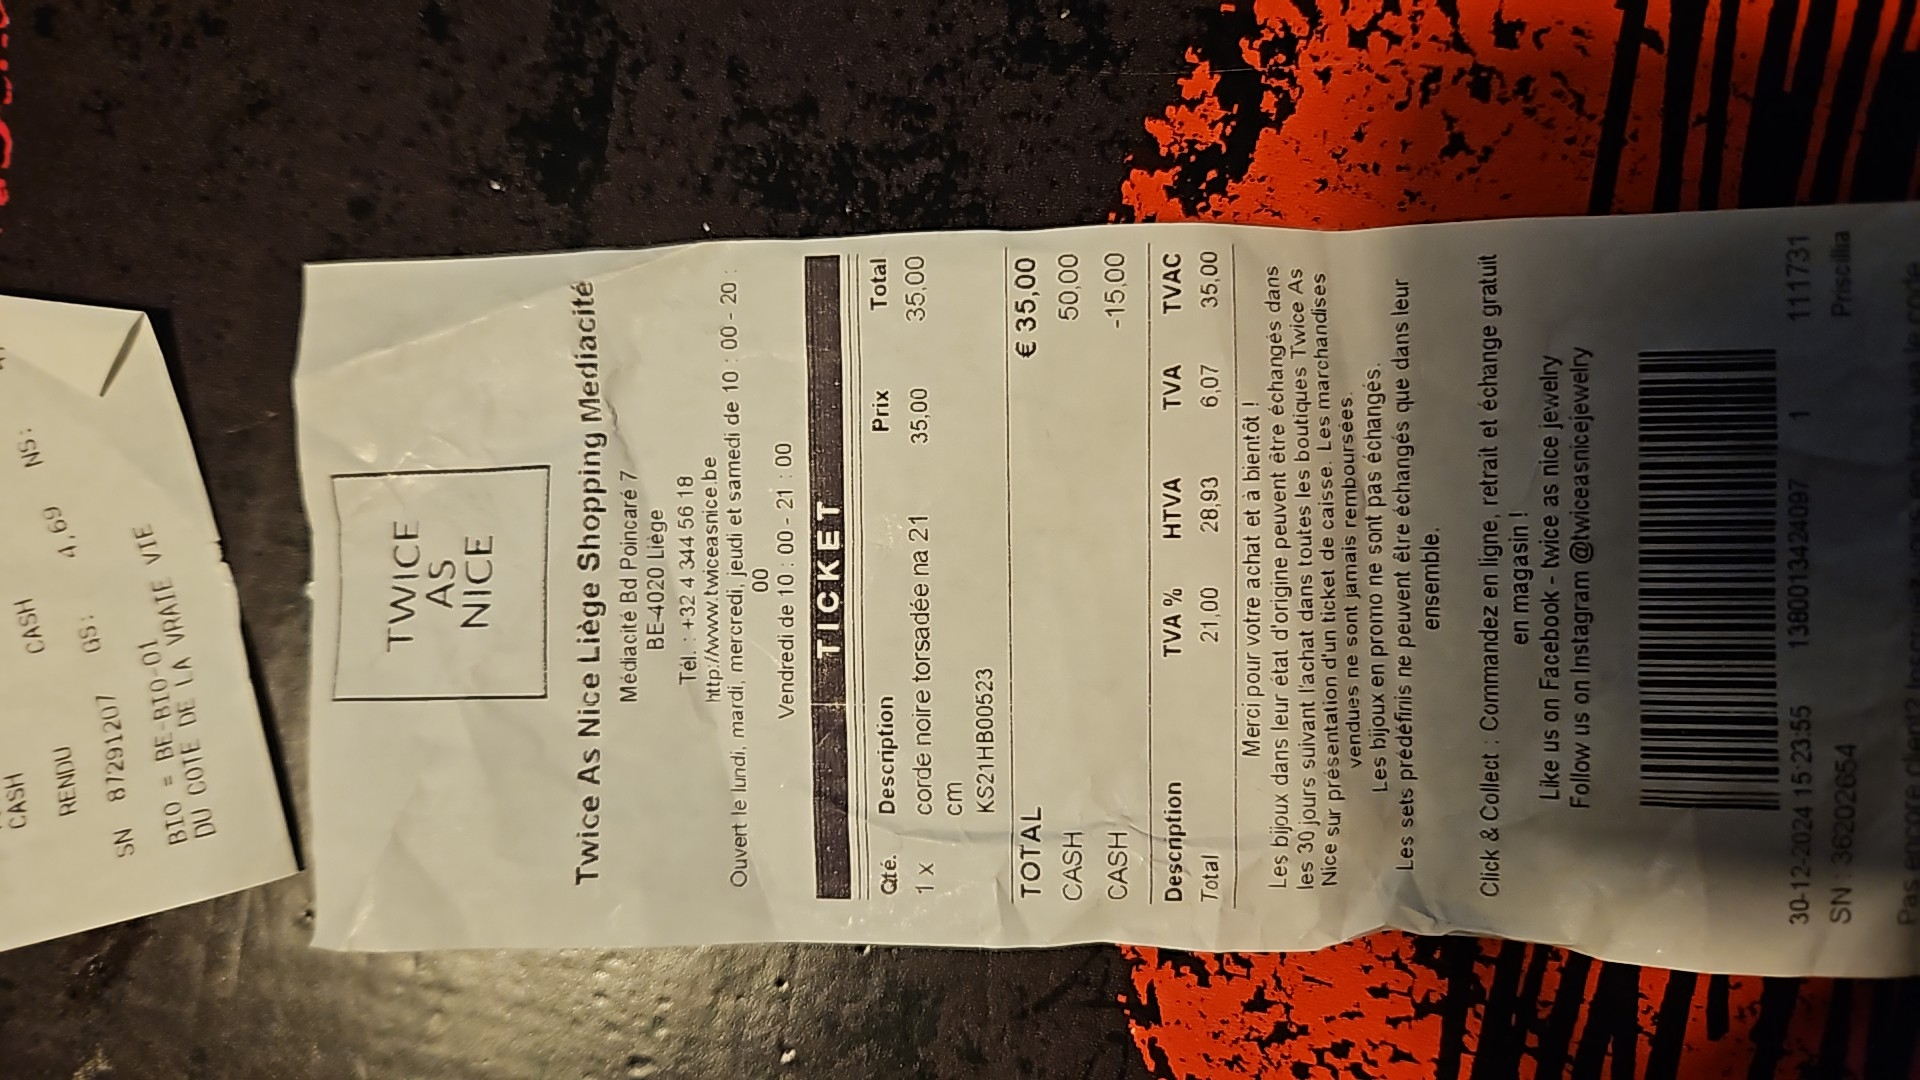 CASH
CASH 4,69
RENDU
GS: NS:
SN 87291207
BIO = BE-BIO-01
DU COTE DE LA VRAIE VIE
TWICE
AS
NICE
Twice As Nice Liège Shopping Mediacité
Médiacité Bd Poincaré 7
BE-4020 Liège
Tél. : +32 4 344 56 18
http://www.twiceasnice.be
Ouvert le lundi, mardi, mercredi, jeudi et samedi de 10 : 00 - 20 :
00
Vendredi de 10 : 00 - 21 : 00
TICKET
Qté. Description Prix Total
1 x corde noire torsadée na 21 35,00 35,00
cm
KS21HB00523
TOTAL € 35,00
CASH 50,00
CASH -15,00
Description TVA % HTVA TVA TVAC
Total 21,00 28,93 6,07 35,00
Merci pour votre achat et à bientôt !
Les bijoux dans leur état d'origine peuvent être échangés dans
les 30 jours suivant l'achat dans toutes les boutiques Twice As
Nice sur présentation d'un ticket de caisse. Les marchandises
vendues ne sont jamais remboursées.
Les bijoux en promo ne sont pas échangés.
Les sets prédéfinis ne peuvent être échangés que dans leur
ensemble.
Click & Collect : Commandez en ligne, retrait et échange gratuit
en magasin !
Like us on Facebook - twice as nice jewelry
Follow us on Instagram @twiceasnicejewelry
30-12-2024 15:23:55 1380013424097 1 111731
SN : 36202654 Priscillia
Pas encore client? Inscrivez-vous